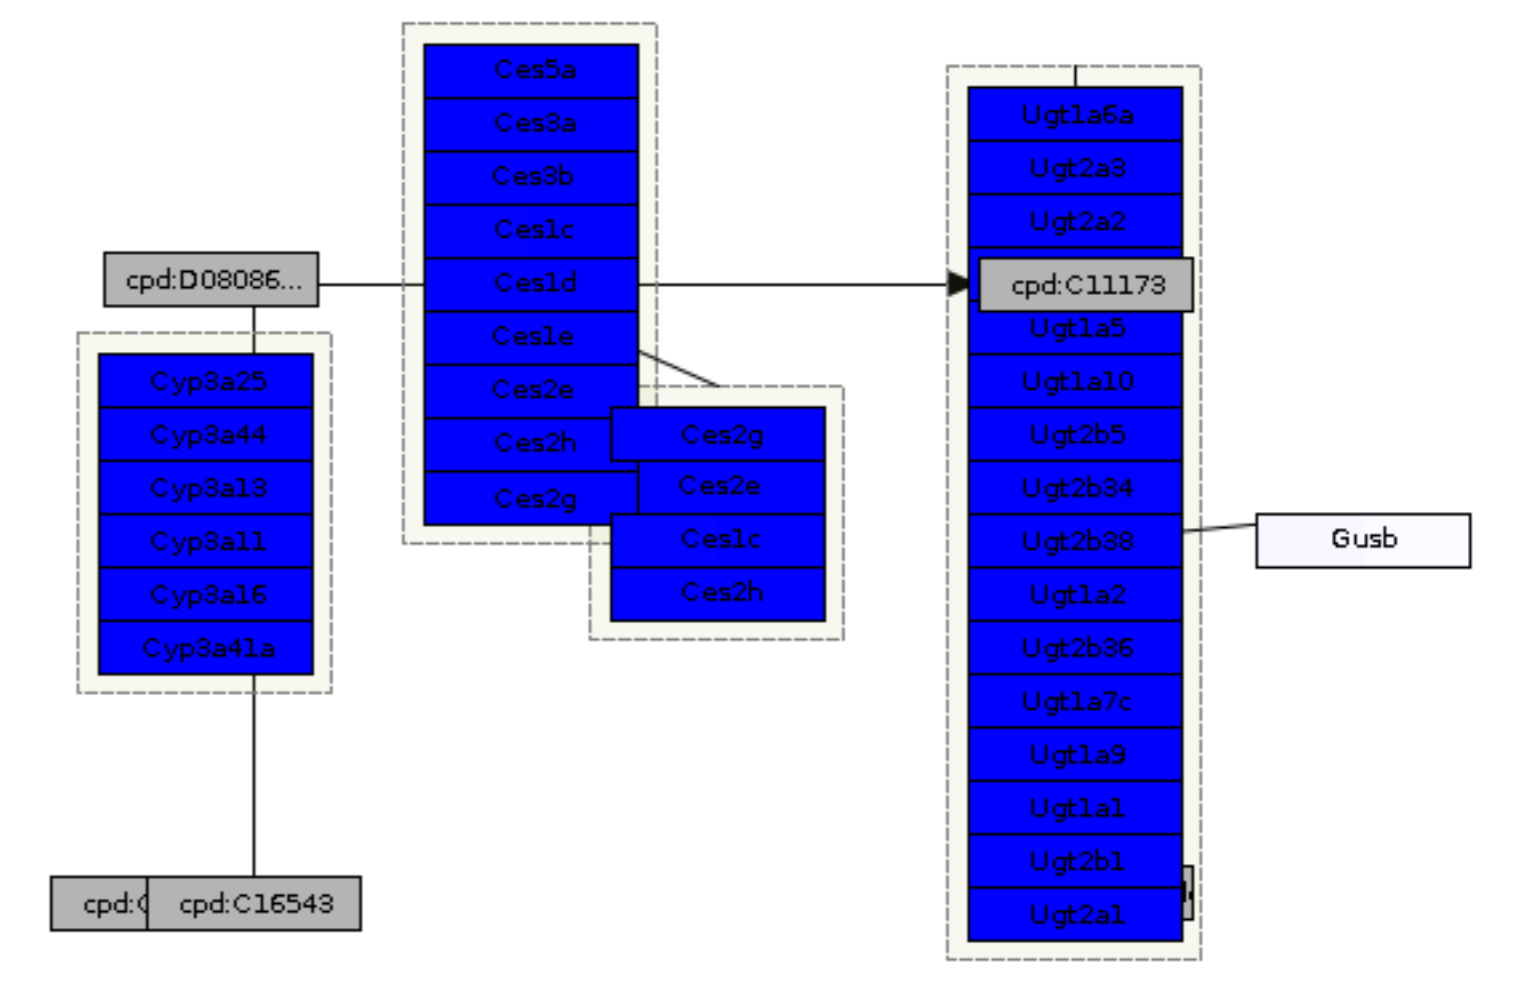 cpd:D08086...
Cyp3a25
Cyp3a44
Cyp3a13
Cyp3a11
Cyp3a16
Cyp3a41a
cpd:C
cpd:C16543
Ces5a
Ces3a
Ces3b
Ces1c
Ces1d
Ces1e
Ces2e
Ces2h
Ces2g
Ces2g
Ces2e
Ces1c
Ces2h
Ugt1a6a
Ugt2a3
Ugt2a2
cpd:C11173
Ugt1a5
Ugt1a10
Ugt2b5
Ugt2b34
Ugt2b38
Ugt1a2
Ugt2b36
Ugt1a7c
Ugt1a9
Ugt1a1
Ugt2b1
Ugt2a1
Gusb